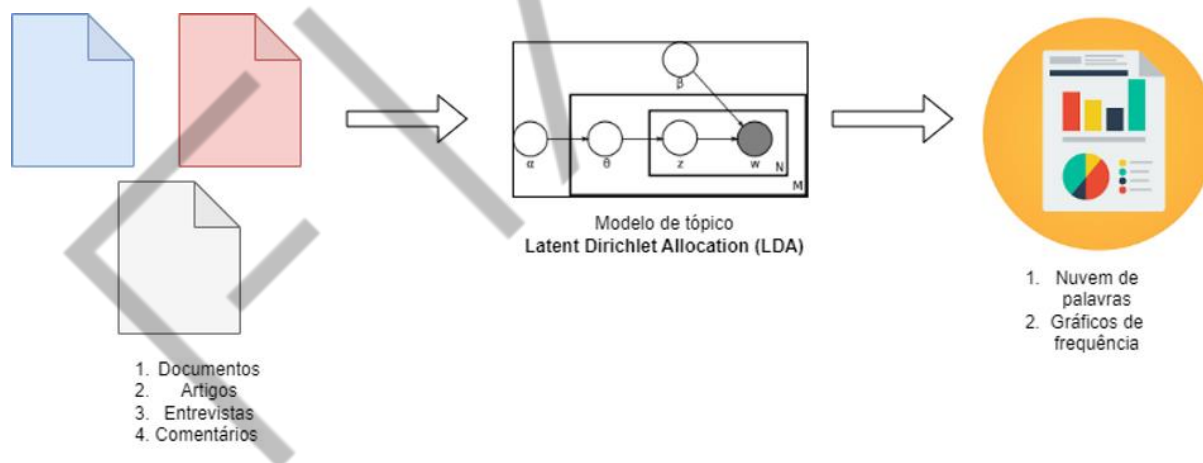 β
α
θ
z
w
N
M
Modelo de tópico
Latent Dirichlet Allocation (LDA)
1. Documentos
2. Artigos
3. Entrevistas
4. Comentários
1. Nuvem de
palavras
2. Gráficos de
frequência